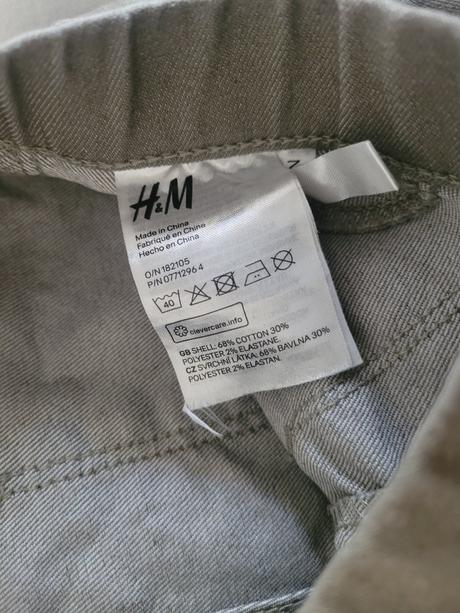 H&M
Made in China
Fabriqué en Chine
Hecho en China
O/N 182105
P/N 0771296 4
40
clevercare.info
GB SHELL: 68% COTTON 30%
POLYESTER 2% ELASTANE.
CZ SVRCHNÍ LÁTKA: 68% BAVLNA 30%
POLYESTER 2% ELASTAN.